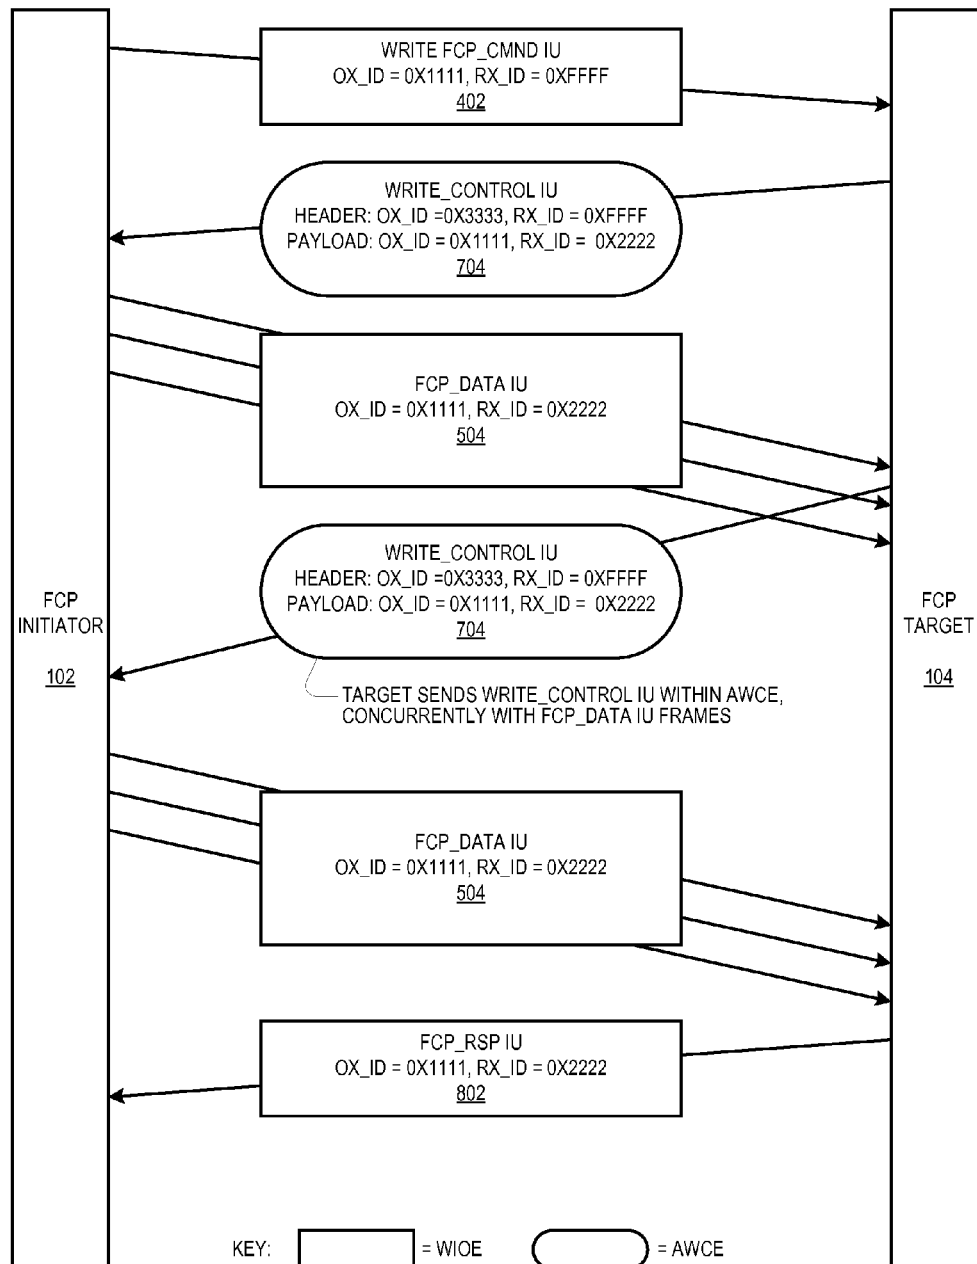 WRITE FCP_CMND IU
OX_ID = 0X1111, RX_ID = 0XFFFF
402
WRITE_CONTROL IU
HEADER: OX_ID =0X3333, RX_ID = 0XFFFF
PAYLOAD: OX_ID = 0X1111, RX_ID = 0X2222
704
FCP_DATA IU
OX_ID = 0X1111, RX_ID = 0X2222
504
WRITE_CONTROL IU
HEADER: OX_ID =0X3333, RX_ID = 0XFFFF
PAYLOAD: OX_ID = 0X1111, RX_ID = 0X2222
704
FCP
INITIATOR
102
FCP
TARGET
104
TARGET SENDS WRITE_CONTROL IU WITHIN AWCE,
CONCURRENTLY WITH FCP_DATA IU FRAMES
FCP_DATA IU
OX_ID = 0X1111, RX_ID = 0X2222
504
FCP_RSP IU
OX_ID = 0X1111, RX_ID = 0X2222
802
KEY: = WIOE = AWCE